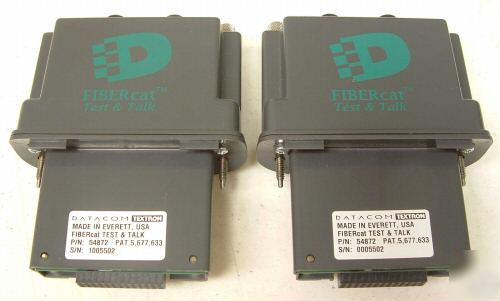 D
FIBERcat™
Test & Talk
DATACOM TEXTRON
MADE IN EVERETT, USA
FIBERcat TEST & TALK
P/N: 54872 PAT.5,677,633
S/N: 1005502
D
FIBERcat™
Test & Talk
DATACOM TEXTRON
MADE IN EVERETT, USA
FIBERcat TEST & TALK
P/N: 54872 PAT.5,677,633
S/N: 0005502